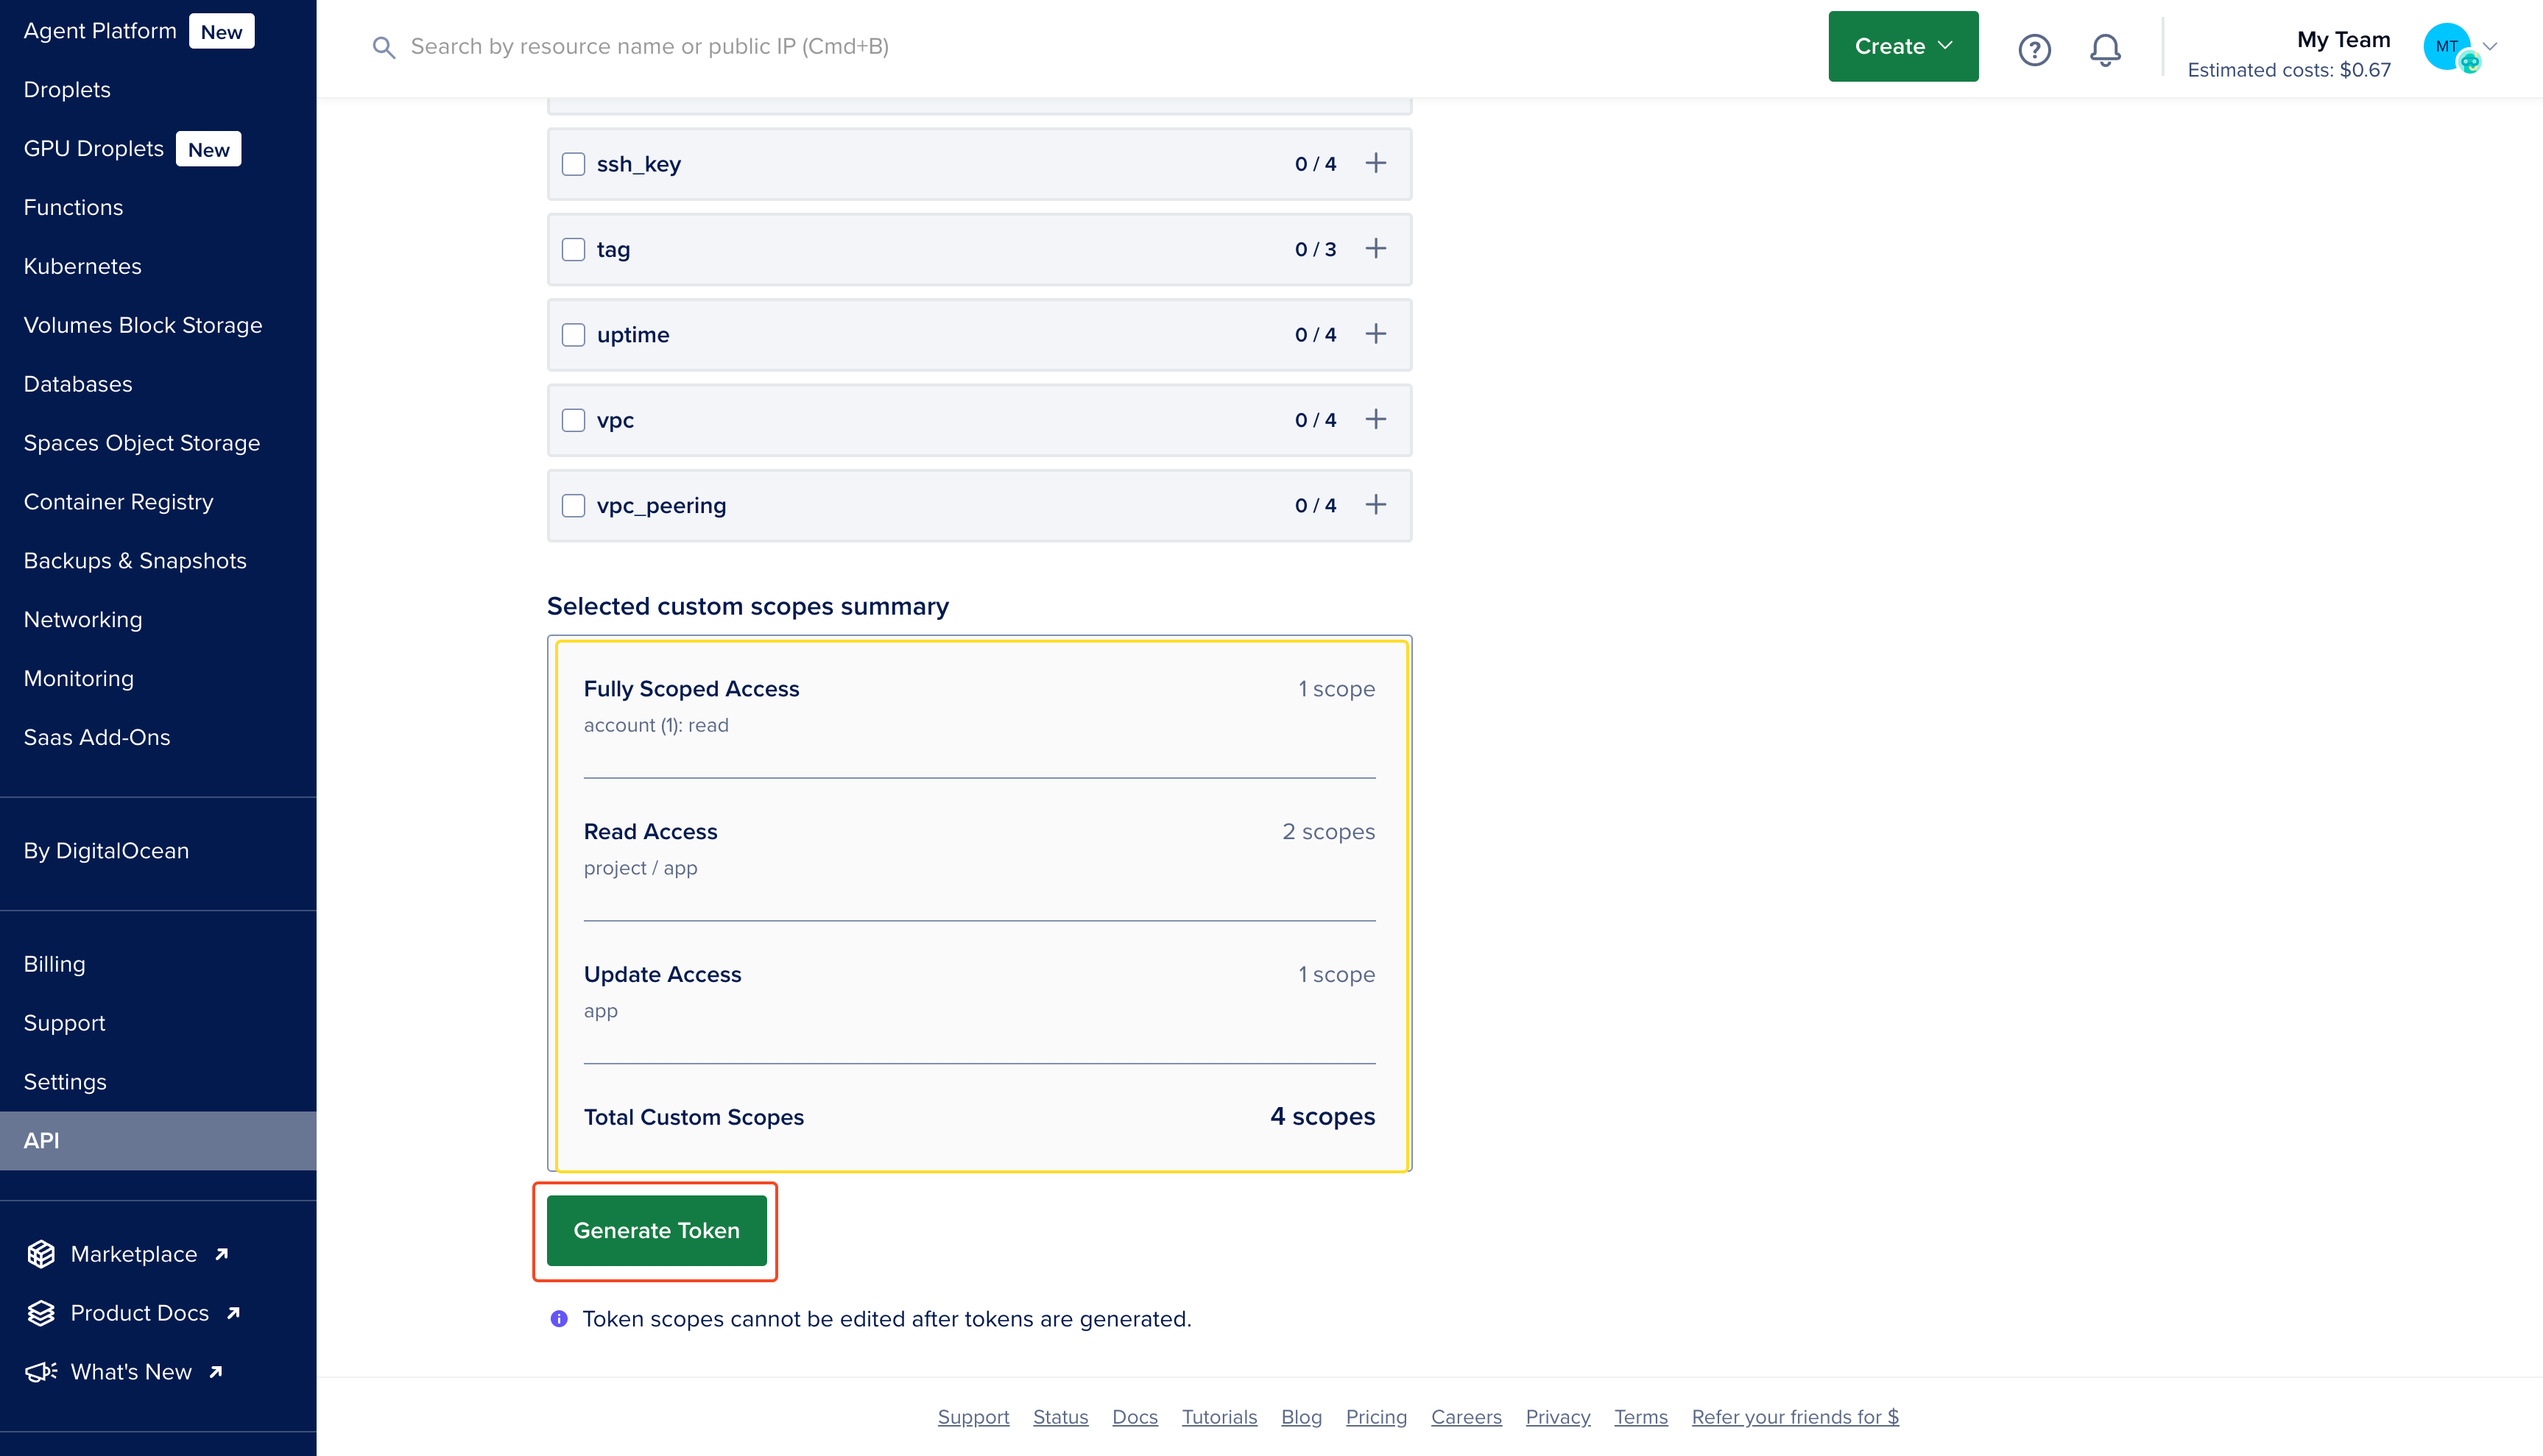 Agent Platform New
Droplets
GPU Droplets New
Functions
Kubernetes
Volumes Block Storage
Databases
Spaces Object Storage
Container Registry
Backups & Snapshots
Networking
Monitoring
Saas Add-Ons
By DigitalOcean
Billing
Support
Settings
API
Marketplace
Product Docs
What's New
Search by resource name or public IP (Cmd+B)
Create
My Team
Estimated costs: $0.67
MT
ssh_key 0 / 4
tag 0 / 3
uptime 0 / 4
vpc 0 / 4
vpc_peering 0 / 4
Selected custom scopes summary
Fully Scoped Access 1 scope
account (1): read
Read Access 2 scopes
project / app
Update Access 1 scope
app
Total Custom Scopes 4 scopes
Generate Token
Token scopes cannot be edited after tokens are generated.
Support Status Docs Tutorials Blog Pricing Careers Privacy Terms Refer your friends for $